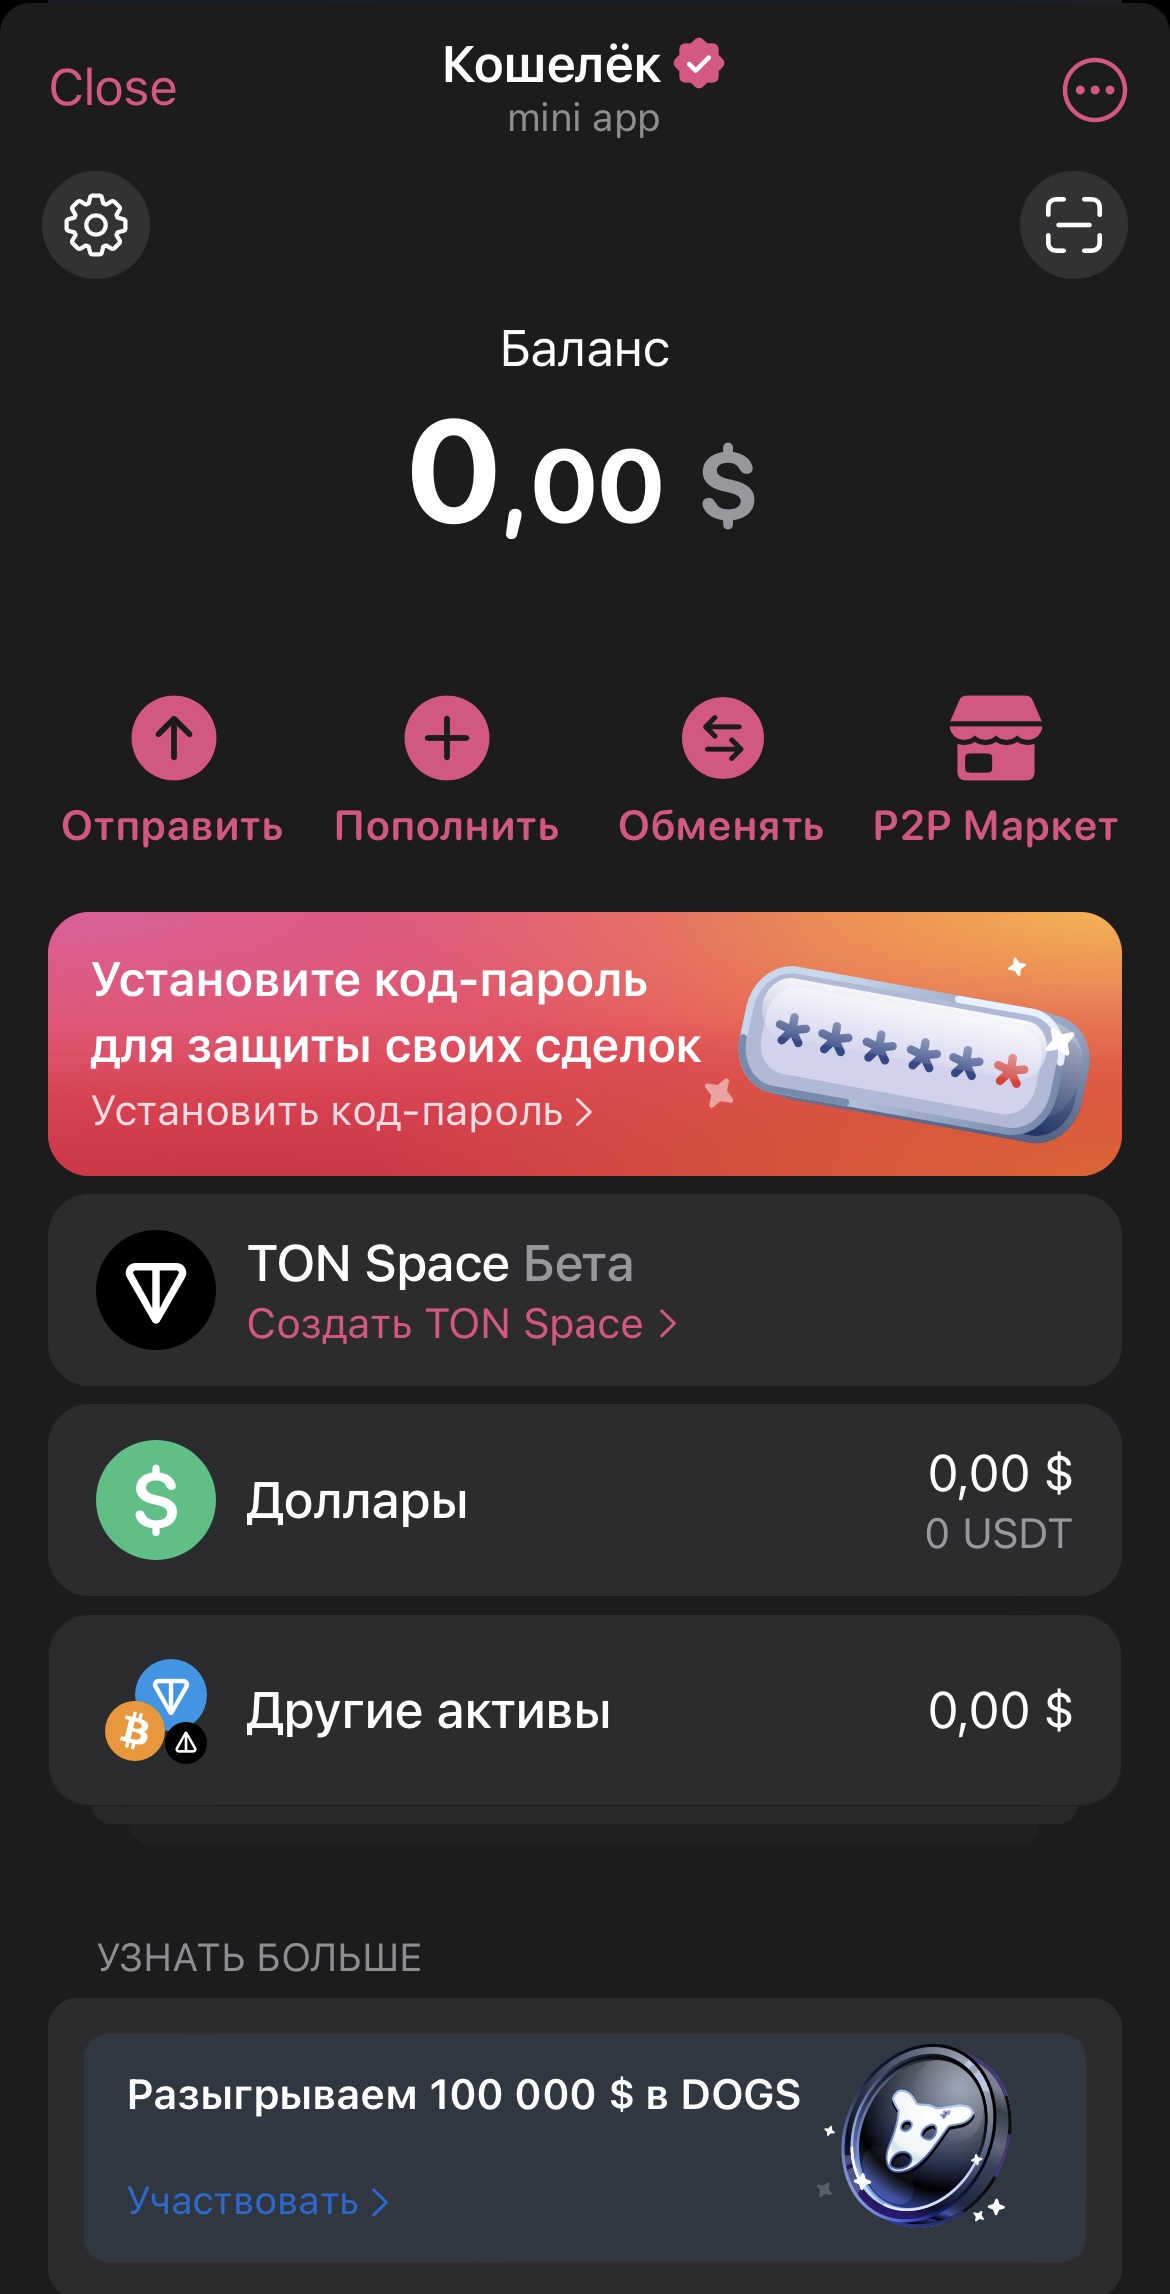 Close
Кошелёк
mini app
Баланс
0,00 $
Отправить
Пополнить
Обменять
P2P Маркет
Установите код-пароль
для защиты своих сделок
Установить код-пароль
******
TON Space Бета
Создать TON Space
Доллары
0,00 $
0 USDT
Другие активы
0,00 $
УЗНАТЬ БОЛЬШЕ
Разыгрываем 100 000 $ в DOGS
Участвовать